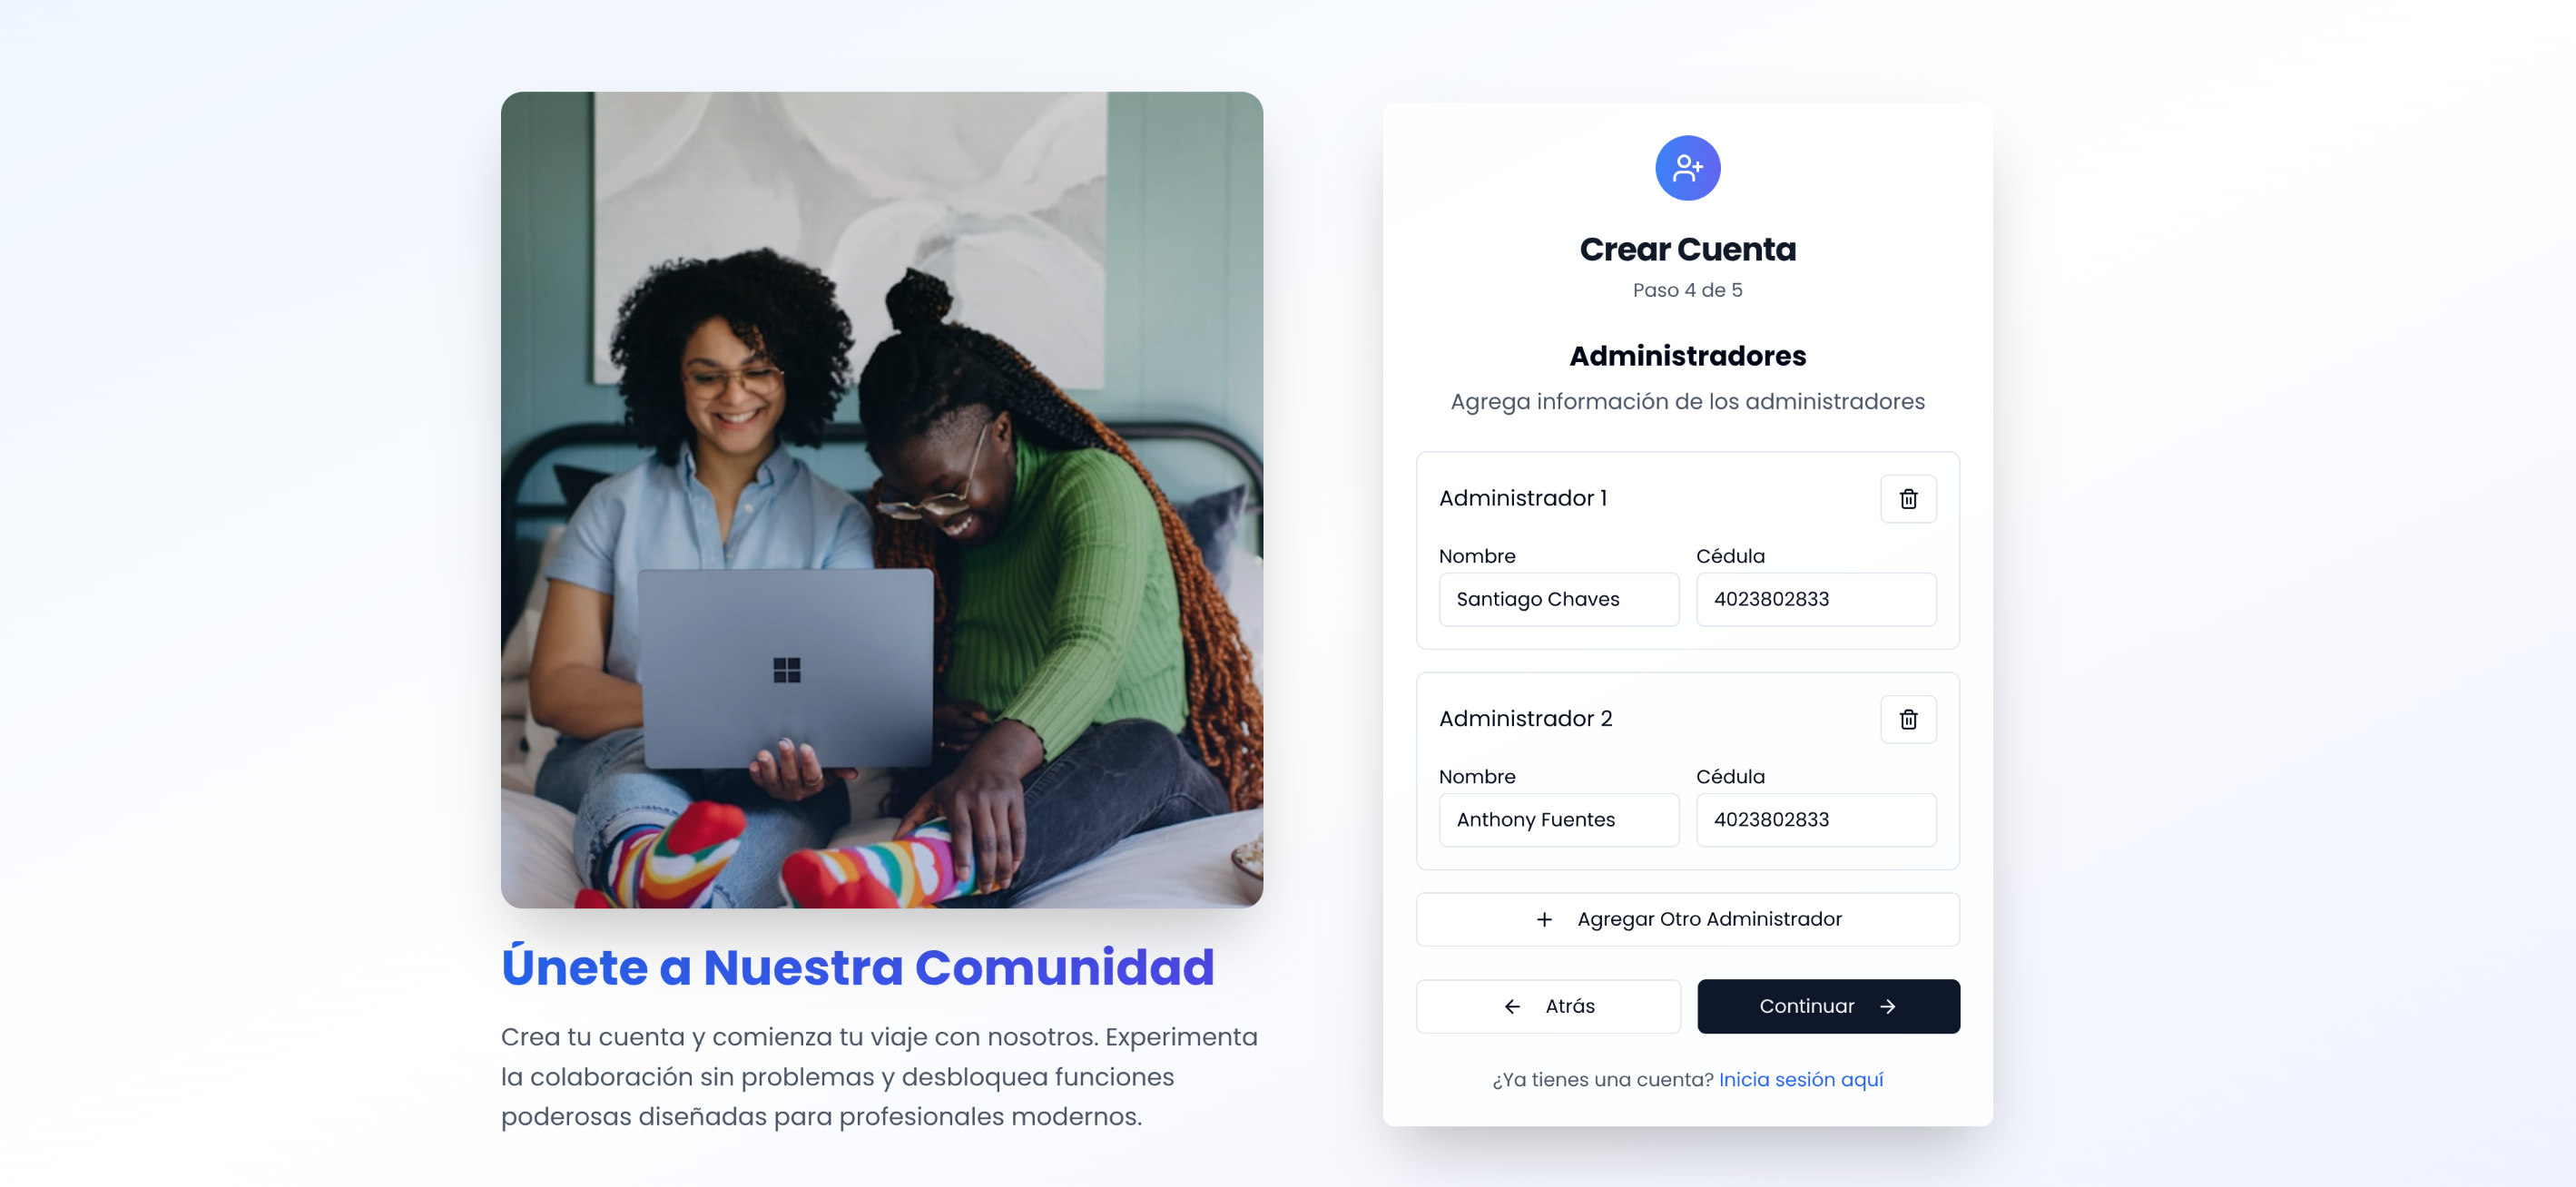 Únete a Nuestra Comunidad
Crea tu cuenta y comienza tu viaje con nosotros. Experimenta
la colaboración sin problemas y desbloquea funciones
poderosas diseñadas para profesionales modernos.
Crear Cuenta
Paso 4 de 5
Administradores
Agrega información de los administradores
Administrador 1
Nombre
Cédula
Santiago Chaves
4023802833
Administrador 2
Nombre
Cédula
Anthony Fuentes
4023802833
Agregar Otro Administrador
Atrás
Continuar
¿Ya tienes una cuenta? Inicia sesión aquí